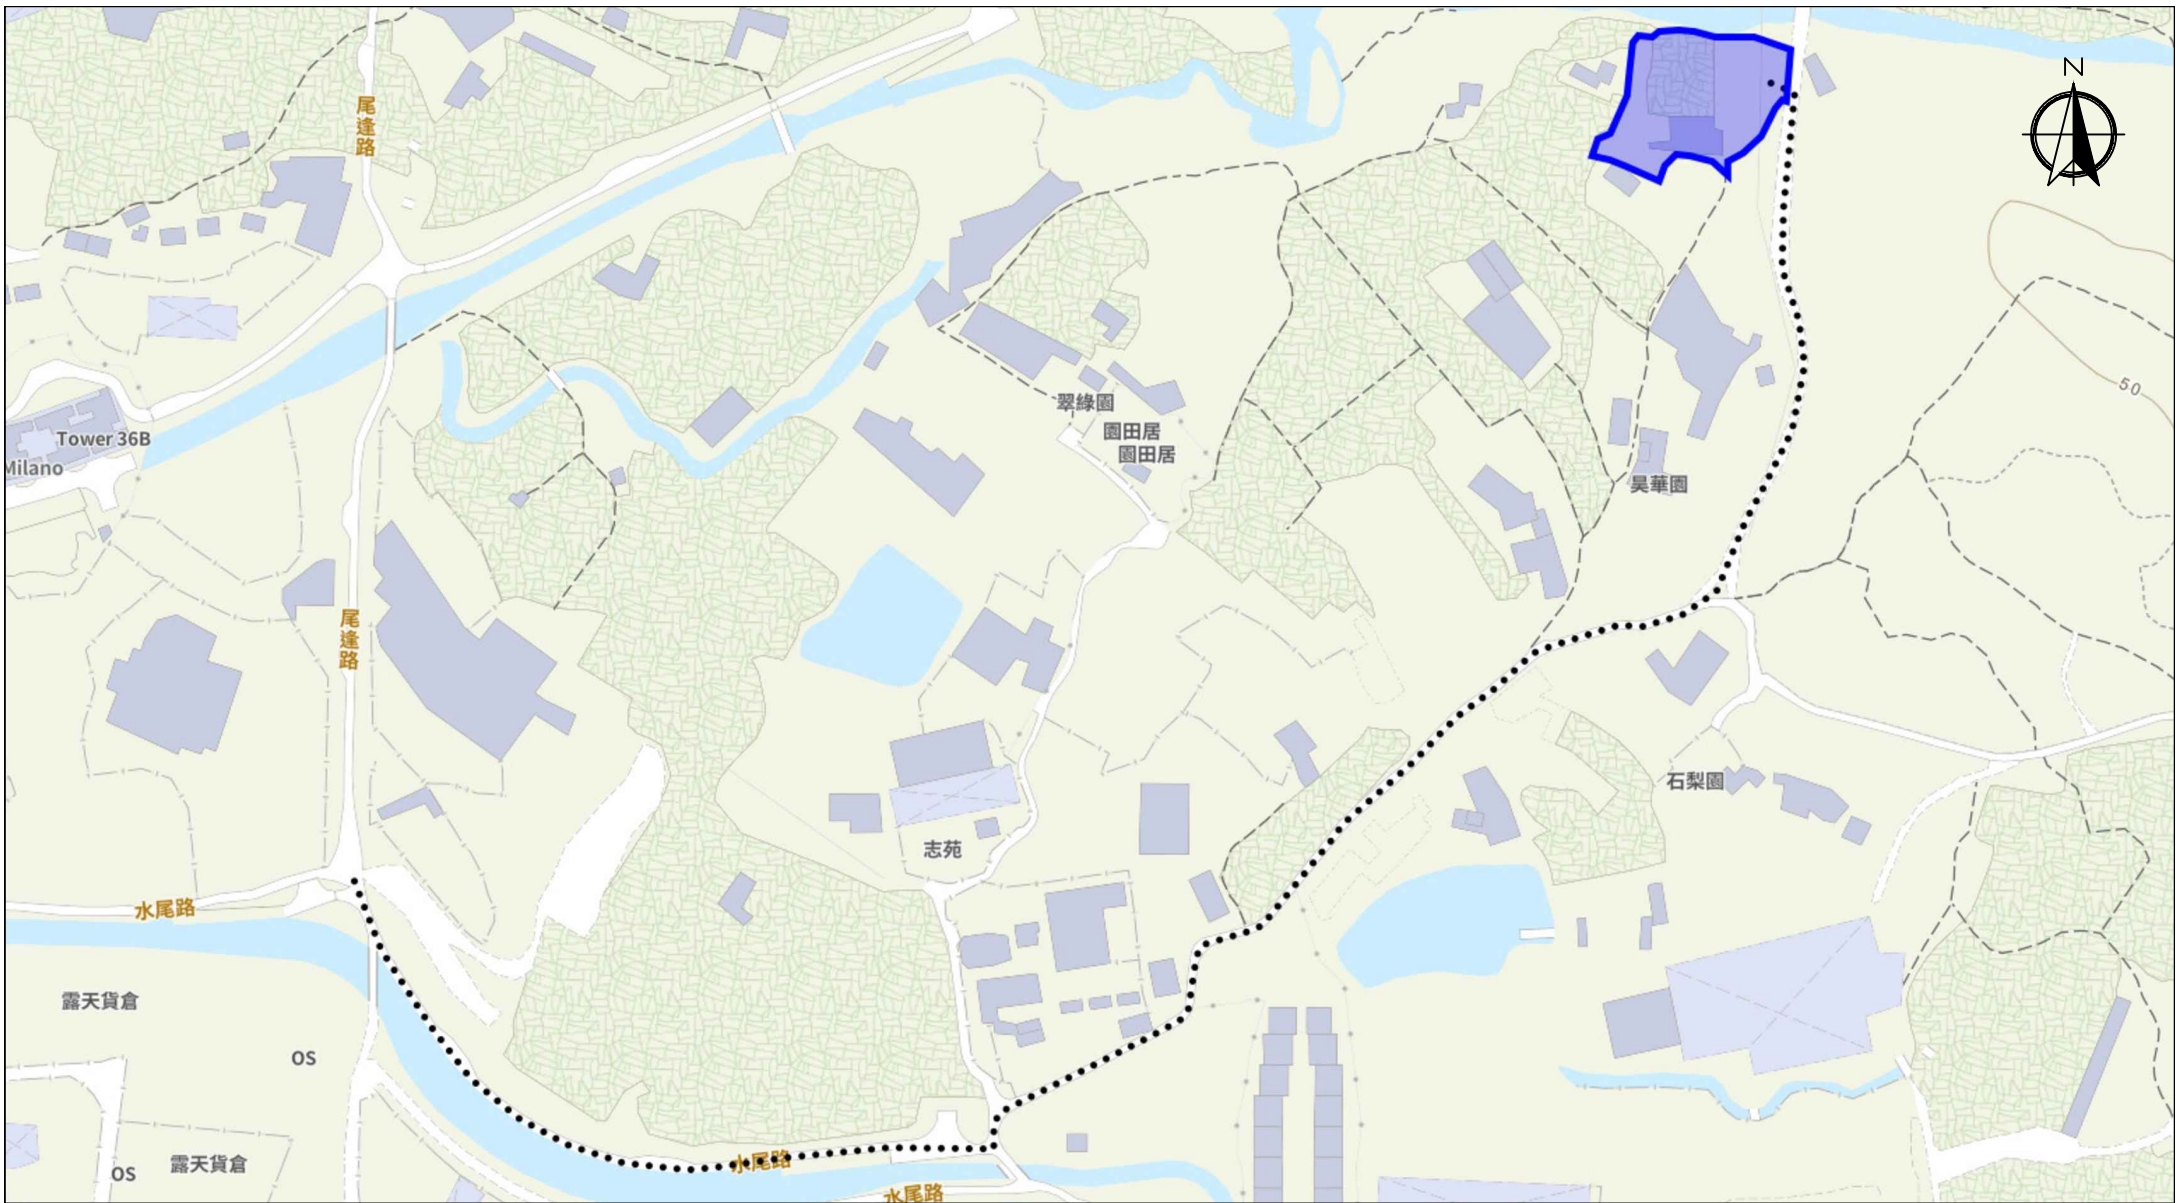 N
尾逢路
50
翠綠園
園田居
園田居
Tower 36B
Milano
昊華園
尾逢路
石梨園
志苑
水尾路
露天貨倉
OS
OS
露天貨倉
水尾路
水尾路